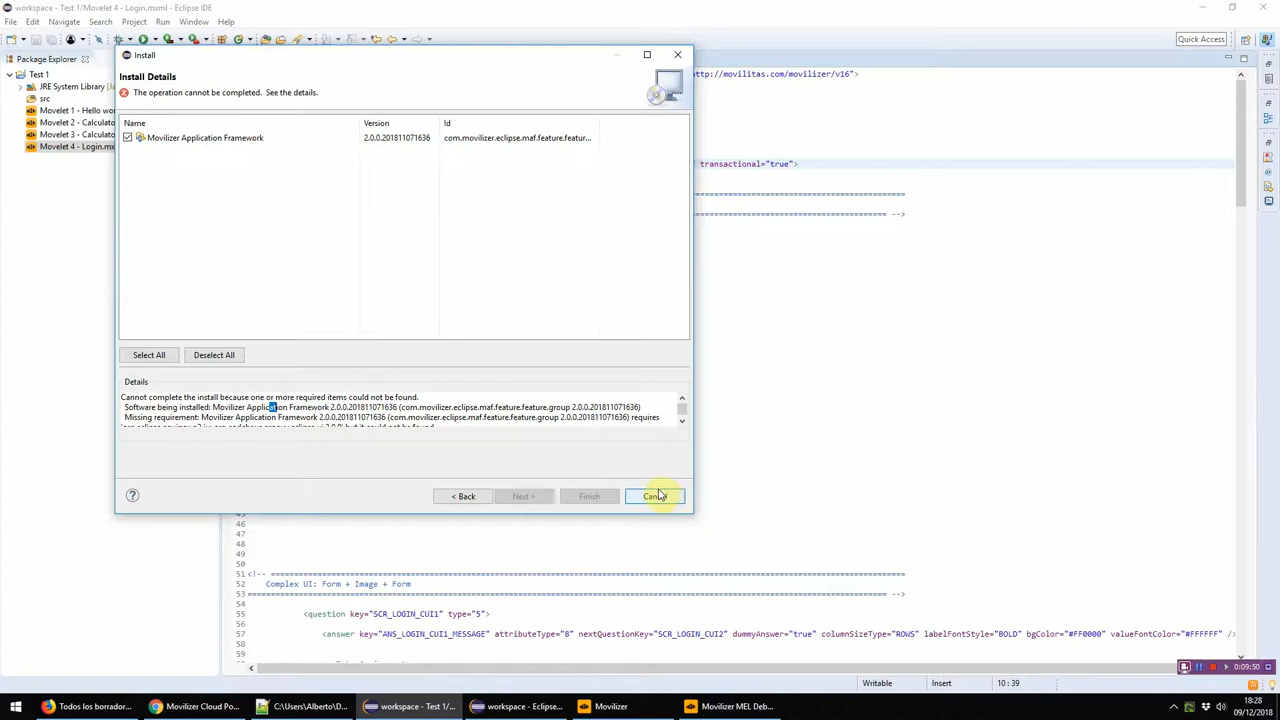 workspace - Test 1/Movelet 4 - Login.mxml - Eclipse IDE
File Edit Navigate Search Project Run Window Help
Quick Access
Package Explorer
Test 1
JRE System Library [Ja
src
Movelet 1 - Hello wo
Movelet 2 - Calculato
Movelet 3 - Calculato
Movelet 4 - Login.mx
Install
Install Details
The operation cannot be completed. See the details.
Name Version Id
Movilizer Application Framework 2.0.0.201811071636 com.movilizer.eclipse.maf.feature.featur...
Select All Deselect All
Details
Cannot complete the install because one or more required items could not be found.
Software being installed: Movilizer Application Framework 2.0.0.201811071636 (com.movilizer.eclipse.maf.feature.feature.group 2.0.0.201811071636)
Missing requirement: Movilizer Application Framework 2.0.0.201811071636 (com.movilizer.eclipse.maf.feature.feature.group 2.0.0.201811071636) requires
< Back Next > Finish Cancel
ttp://movilitas.com/movilizer/v16">
transactional="true">
=====================================================
================================================== -->
46
47
48
49
50
51 <!-- ===============================================================================================================
52 Complex UI: Form + Image + Form
53 ============================================================================================================= -->
54
55 <question key="SCR_LOGIN_CUI1" type="5">
56
57 <answer key="ANS_LOGIN_CUI1_MESSAGE" attributeType="8" nextQuestionKey="SCR_LOGIN_CUI2" dummyAnswer="true" columnSizeType="ROWS" labelFontStyle="BOLD" bgColor="#FF0000" valueFontColor="#FFFFFF" />
58
59
Writable Insert 10 : 39
0:09:50
Todos los borrador...
Movilizer Cloud Po...
C:\Users\Alberto\D...
workspace - Test 1/...
workspace - Eclipse...
Movilizer
Movilizer MEL Deb...
18:28
09/12/2018